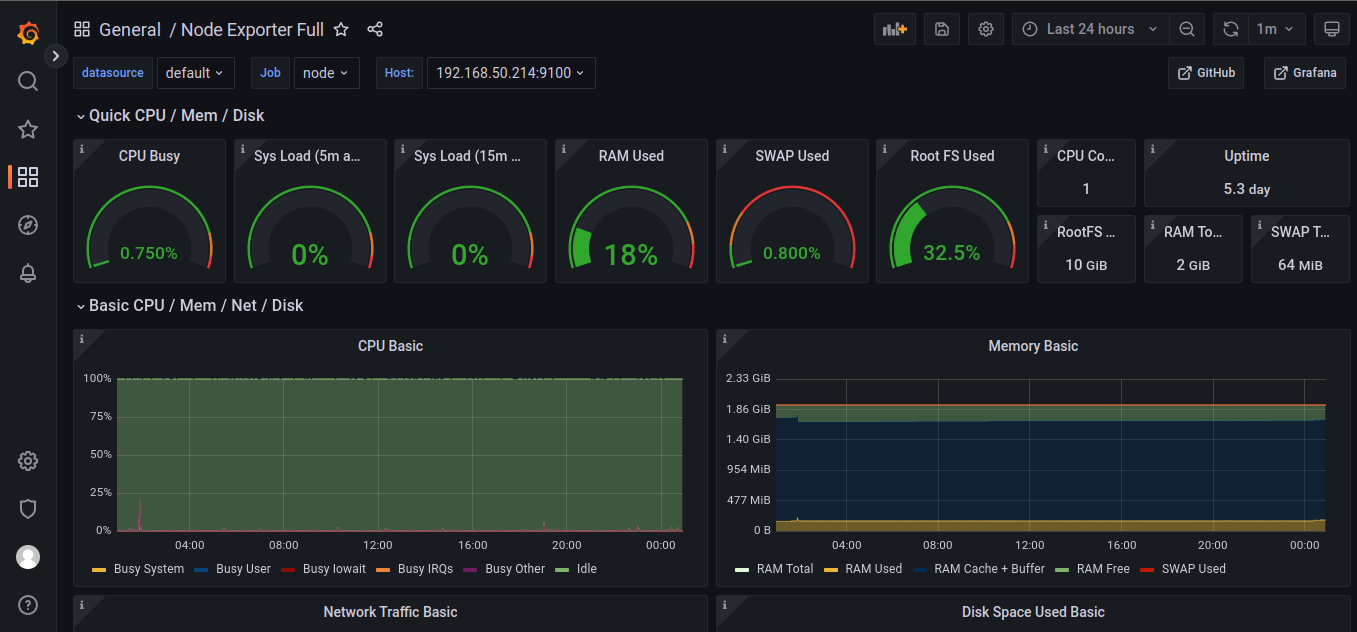 General / Node Exporter Full
Last 24 hours
1m
datasource default Job node Host: 192.168.50.214:9100
GitHub Grafana
Quick CPU / Mem / Disk
CPU Busy
0.750%
Sys Load (5m a...
0%
Sys Load (15m ...
0%
RAM Used
18%
SWAP Used
0.800%
Root FS Used
32.5%
CPU Co...
1
Uptime
5.3 day
RootFS ...
10 GiB
RAM To...
2 GiB
SWAP T...
64 MiB
Basic CPU / Mem / Net / Disk
CPU Basic
100%
75%
50%
25%
0%
04:00 08:00 12:00 16:00 20:00 00:00
Busy System Busy User Busy Iowait Busy IRQs Busy Other Idle
Memory Basic
2.33 GiB
1.86 GiB
1.40 GiB
954 MiB
477 MiB
0 B
04:00 08:00 12:00 16:00 20:00 00:00
RAM Total RAM Used RAM Cache + Buffer RAM Free SWAP Used
Network Traffic Basic
Disk Space Used Basic